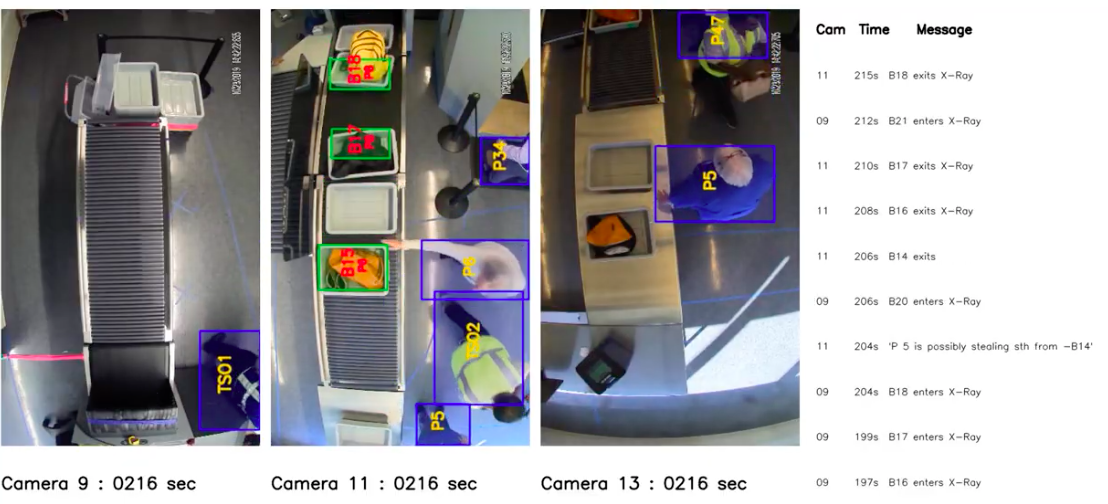 Cam Time Message
11 215s B18 exits X-Ray
09 212s B21 enters X-Ray
11 210s B17 exits X-Ray
11 208s B16 exits X-Ray
11 206s B14 exits
09 206s B20 enters X-Ray
11 204s 'P 5 is possibly stealing sth from -B14'
09 204s B18 enters X-Ray
09 199s B17 enters X-Ray
09 197s B16 enters X-Ray
TSO1
B18
P6
B17
P6
P34
B15
P6
P6
TSO2
P5
P47
P5
Camera 9 : 0216 sec
Camera 11 : 0216 sec
Camera 13 : 0216 sec